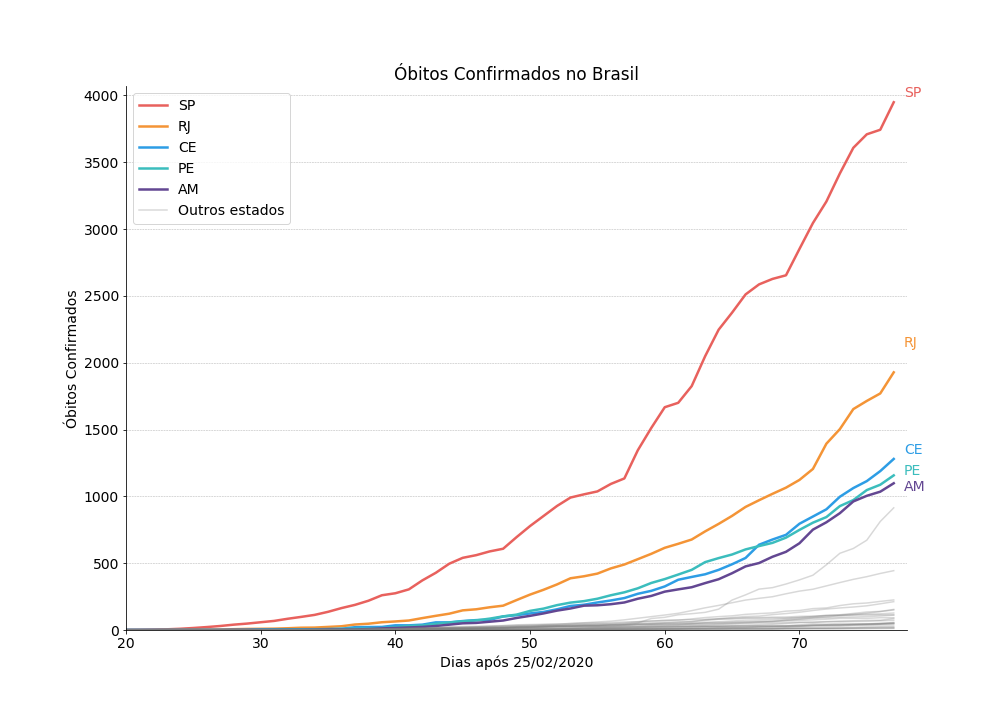 Óbitos Confirmados no Brasil
SP
RJ
CE
PE
AM
Outros estados
4000
3500
3000
2500
2000
1500
1000
500
0
Óbitos Confirmados
20
30
40
50
60
70
Dias após 25/02/2020
SP
RJ
CE
PE
AM